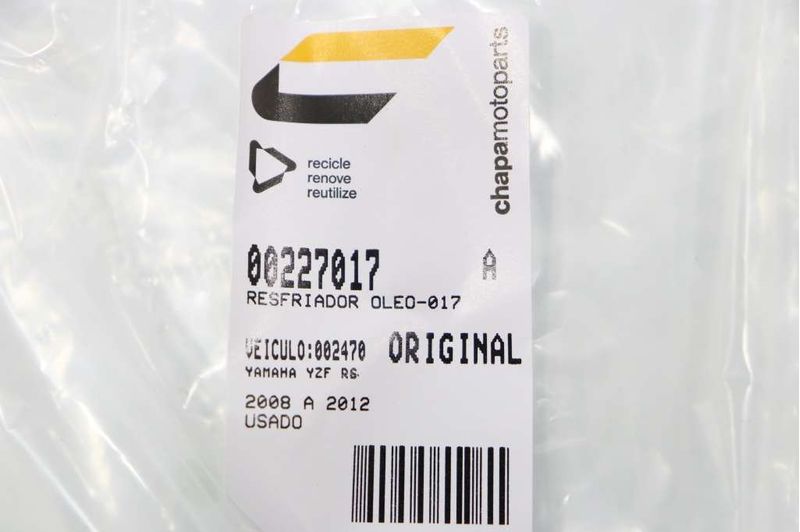 chapamotoparts
recicle
renove
reutilize
00227017 A
RESFRIADOR OLEO-017
VEICULO:002470 ORIGINAL
YAMAHA YZF R6
2008 A 2012
USADO